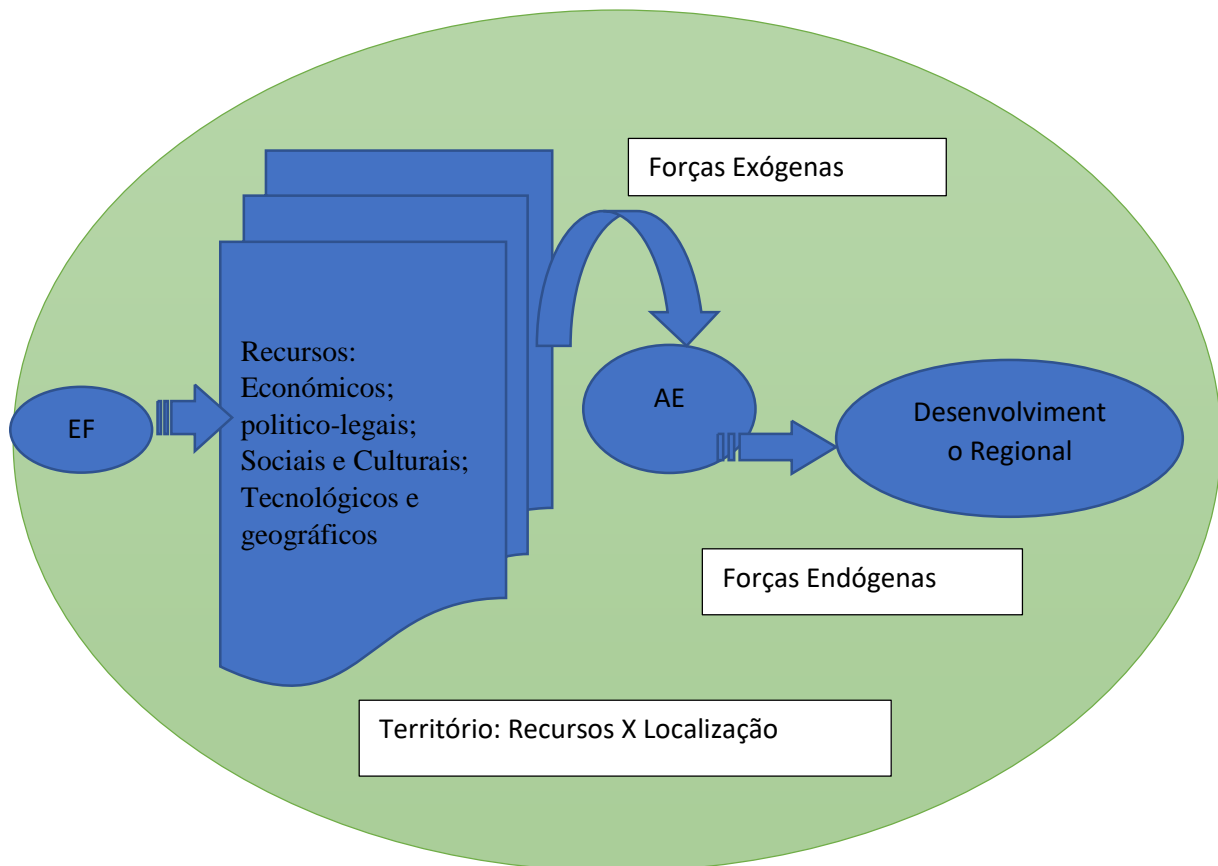 Forças Exógenas
EF
Recursos:
Económicos;
politico-legais;
Sociais e Culturais;
Tecnológicos e
geográficos
AE
Desenvolviment
o Regional
Forças Endógenas
Território: Recursos X Localização